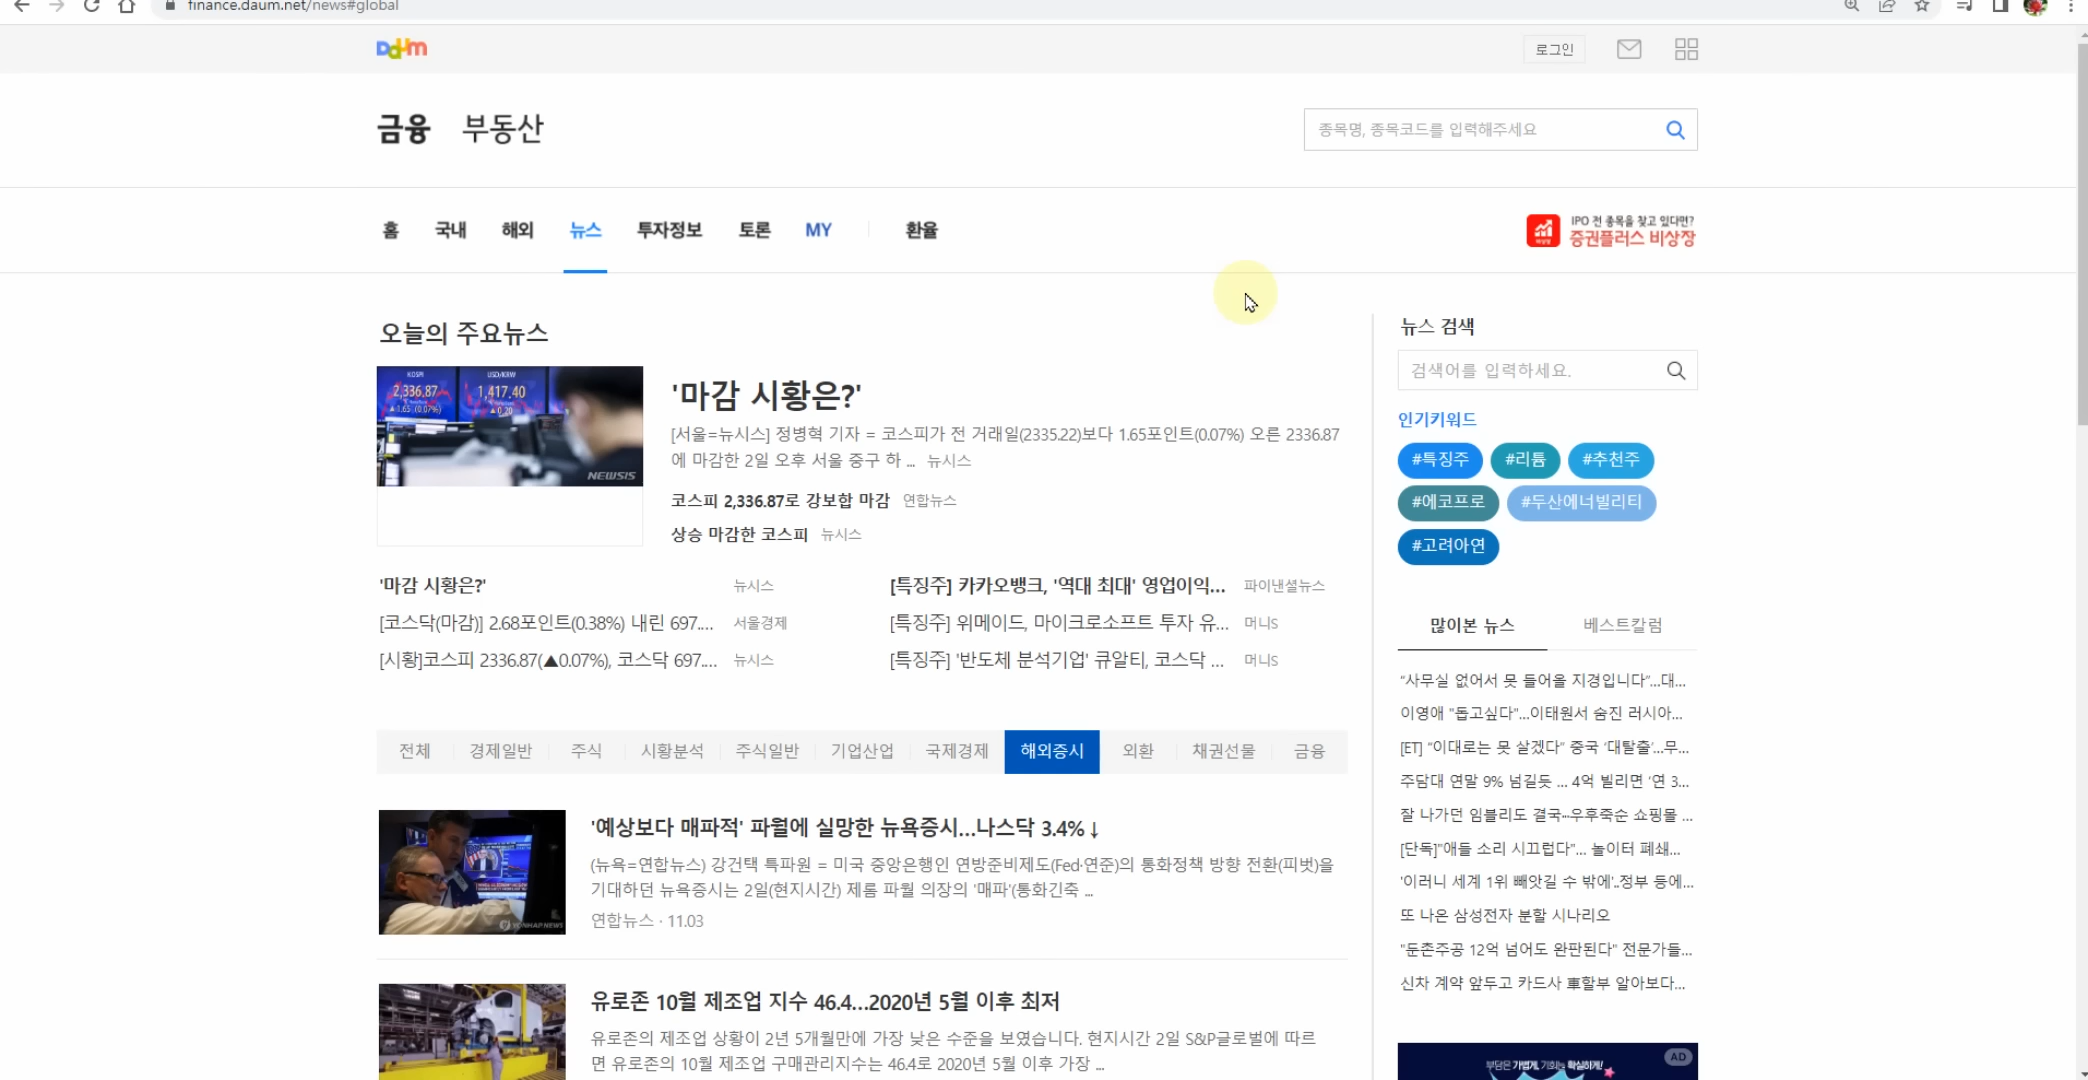 finance.daum.net/news#global
Daum
로그인
금융 부동산
종목명, 종목코드를 입력해주세요
홈 국내 해외 뉴스 투자정보 토론 MY 환율
IPO 전 종목을 찾고 있다면?
증권플러스 비상장
오늘의 주요뉴스
KOSPI
2,336.87
▲1.65 (0.07%)
USD/KRW
1,417.40
▲0.20
NEWSIS
'마감 시황은?'
[서울=뉴시스] 정병혁 기자 = 코스피가 전 거래일(2335.22)보다 1.65포인트(0.07%) 오른 2336.87
에 마감한 2일 오후 서울 중구 하 ... 뉴시스
코스피 2,336.87로 강보합 마감 연합뉴스
상승 마감한 코스피 뉴시스
'마감 시황은?' 뉴시스
[코스닥(마감)] 2.68포인트(0.38%) 내린 697.... 서울경제
[시황]코스피 2336.87(▲0.07%), 코스닥 697.... 뉴시스
[특징주] 카카오뱅크, '역대 최대' 영업이익... 파이낸셜뉴스
[특징주] 위메이드, 마이크로소프트 투자 유... 머니S
[특징주] '반도체 분석기업' 큐알티, 코스닥 ... 머니S
전체 경제일반 주식 시황분석 주식일반 기업산업 국제경제 해외증시 외환 채권선물 금융
'예상보다 매파적' 파월에 실망한 뉴욕증시...나스닥 3.4%↓
(뉴욕=연합뉴스) 강건택 특파원 = 미국 중앙은행인 연방준비제도(Fed·연준)의 통화정책 방향 전환(피벗)을
기대하던 뉴욕증시는 2일(현지시간) 제롬 파월 의장의 '매파'(통화긴축 ...
연합뉴스 · 11.03
YONHAPNEWS
유로존 10월 제조업 지수 46.4...2020년 5월 이후 최저
유로존의 제조업 상황이 2년 5개월만에 가장 낮은 수준을 보였습니다. 현지시간 2일 S&P글로벌에 따르
면 유로존의 10월 제조업 구매관리지수는 46.4로 2020년 5월 이후 가장 ...
뉴스 검색
검색어를 입력하세요.
인기키워드
#특징주 #리튬 #추천주
#에코프로 #두산에너빌리티
#고려아연
많이본 뉴스 베스트칼럼
“사무실 없어서 못 들어올 지경입니다”...대...
이영애 "돕고싶다"...이태원서 숨진 러시아...
[ET] “이대로는 못 살겠다” 중국 ‘대탈출’...무...
주담대 연말 9% 넘길듯 ... 4억 빌리면 '연 3...
잘 나가던 임블리도 결국…우후죽순 쇼핑몰 ...
[단독]"애들 소리 시끄럽다"... 놀이터 폐쇄...
'이러니 세계 1위 빼앗길 수 밖에'..정부 등에...
또 나온 삼성전자 분할 시나리오
"둔촌주공 12억 넘어도 완판된다" 전문가들...
신차 계약 앞두고 카드사 車할부 알아보다...
부담은 가볍게, 기회는 확실하게!
AD